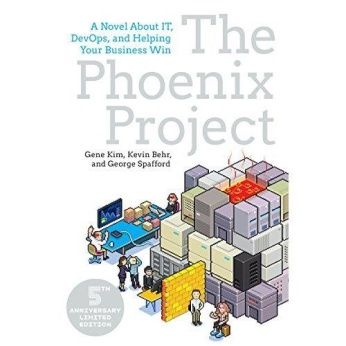 A Novel About IT,
DevOps, and Helping
Your Business Win
The
Phoenix
Project
Gene Kim, Kevin Behr,
and George Spafford
5TH
ANNIVERSARY
LIMITED
EDITION